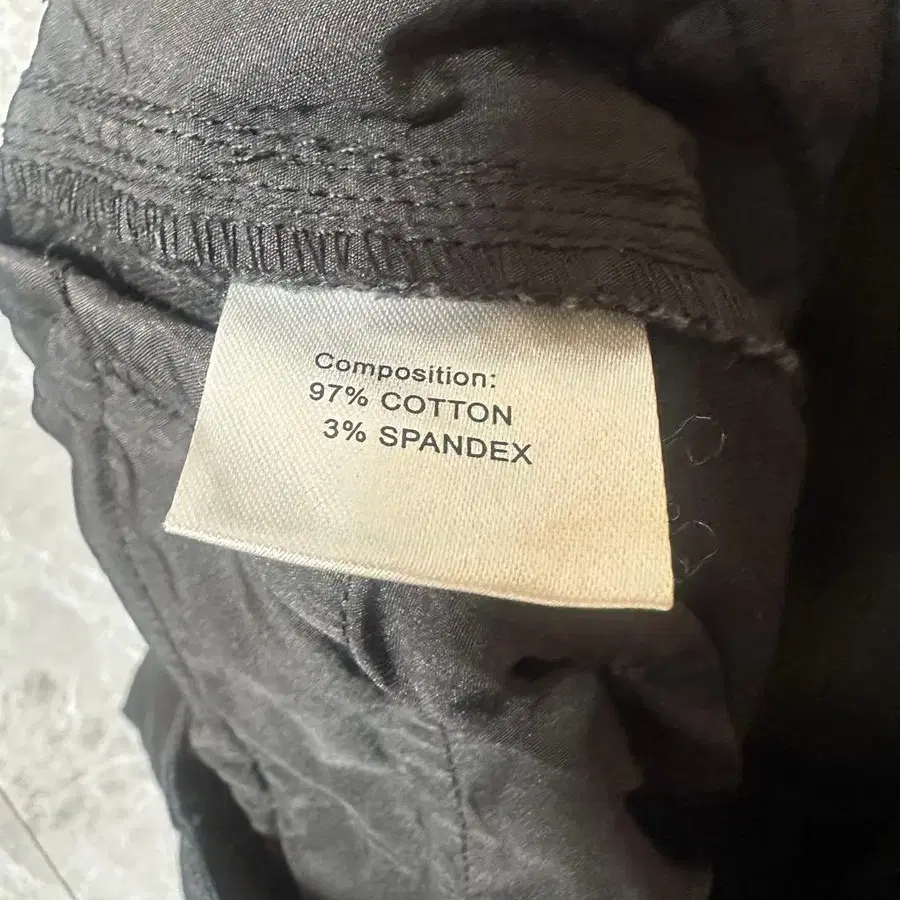 Composition:
97% COTTON
3% SPANDEX